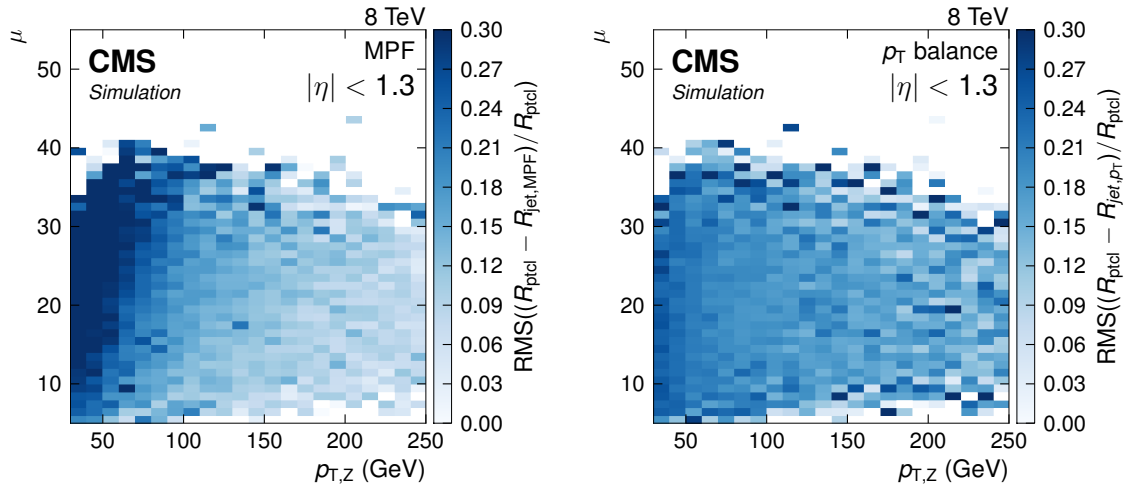 8 TeV
μ
CMS
Simulation
MPF
|η| < 1.3
50
40
30
20
10
50 100 150 200 250
p_T,Z (GeV)
0.30
0.27
0.24
0.21
0.18
0.15
0.12
0.09
0.06
0.03
0.00
RMS((R_ptcl − R_jet,MPF)/R_ptcl)
8 TeV
μ
CMS
Simulation
p_T balance
|η| < 1.3
50
40
30
20
10
50 100 150 200 250
p_T,Z (GeV)
0.30
0.27
0.24
0.21
0.18
0.15
0.12
0.09
0.06
0.03
0.00
RMS((R_ptcl − R_jet,p_T)/R_ptcl)